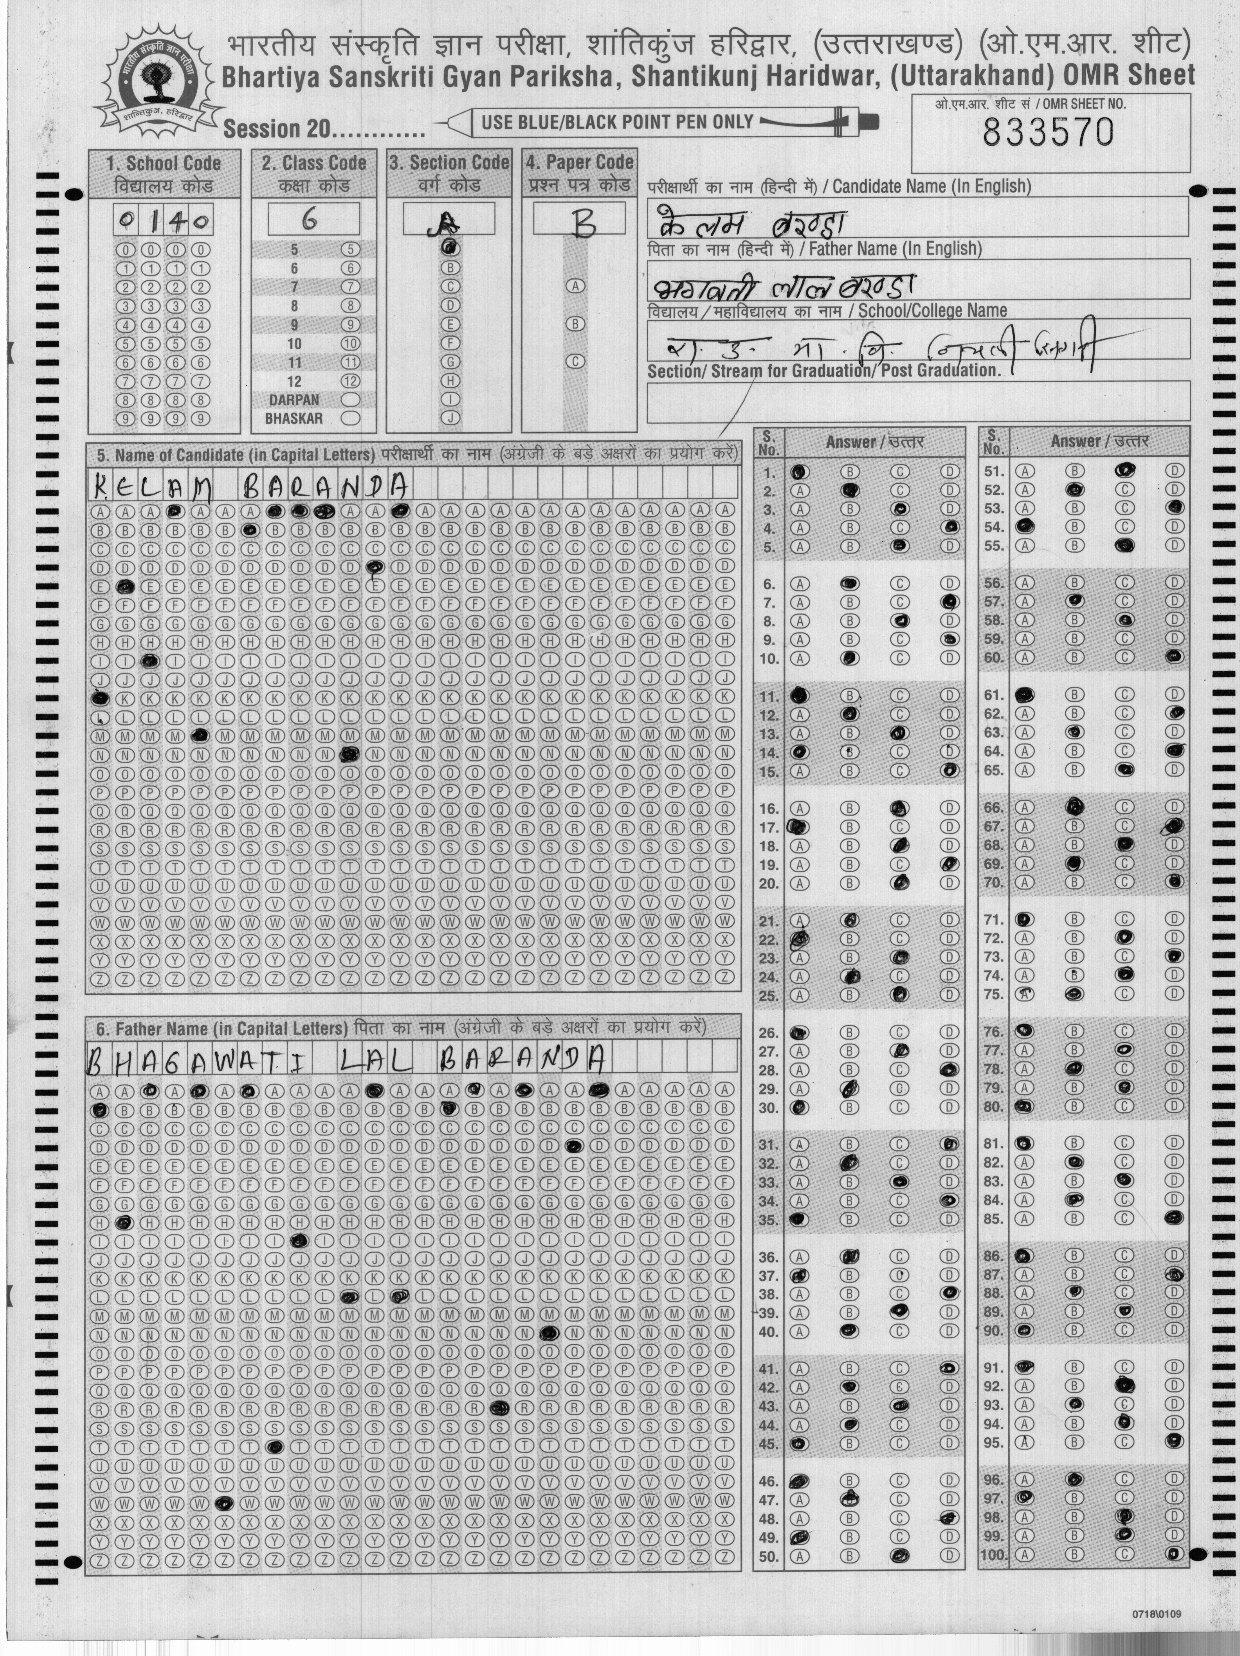 भारतीय संस्कृति ज्ञान परीक्षा, शांतिकुंज हरिद्वार, (उत्तराखण्ड) (ओ.एम.आर. शीट)
Bhartiya Sanskriti Gyan Pariksha, Shantikunj Haridwar, (Uttarakhand) OMR Sheet
Session 20............
USE BLUE/BLACK POINT PEN ONLY
ओ.एम.आर. शीट सं / OMR SHEET NO.
833570
1. School Code
विद्यालय कोड
0140
2. Class Code
कक्षा कोड
6
5
6
7
8
9
10
11
12
DARPAN
BHASKAR
3. Section Code
वर्ग कोड
A
4. Paper Code
प्रश्न पत्र कोड
B
परीक्षार्थी का नाम (हिन्दी में) / Candidate Name (In English)
केलम बरण्डा
पिता का नाम (हिन्दी में) / Father Name (In English)
भगवती लाल बरण्डा
विद्यालय / महाविद्यालय का नाम / School/College Name
रा. उ. मा. वि.
Section/ Stream for Graduation/ Post Graduation.
5. Name of Candidate (in Capital Letters) परीक्षार्थी का नाम (अंग्रेजी के बड़े अक्षरों का प्रयोग करें)
KELAM BARANDA
6. Father Name (in Capital Letters) पिता का नाम (अंग्रेजी के बड़े अक्षरों का प्रयोग करें)
BHAGAWATI LAL BARANDA
S. No. Answer / उत्तर
S. No. Answer / उत्तर
0718\0109